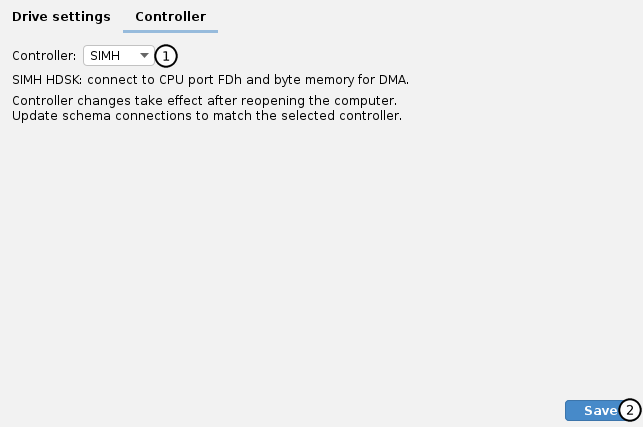 Drive settings Controller
Controller: SIMH 1
SIMH HDSK: connect to CPU port FDh and byte memory for DMA.
Controller changes take effect after reopening the computer.
Update schema connections to match the selected controller.
Save 2